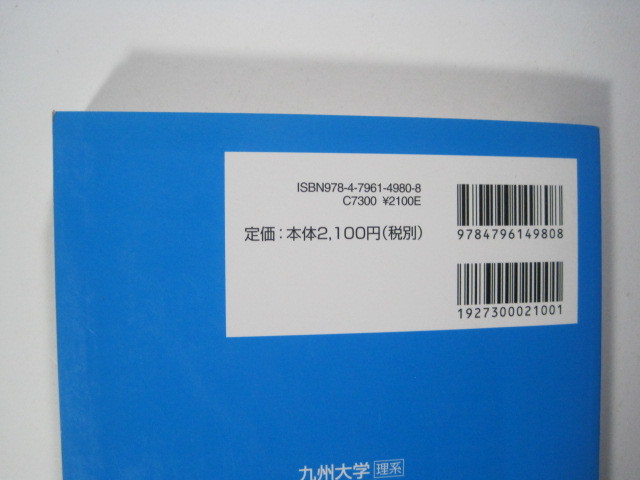 ISBN978-4-7961-4980-8
C7300 ¥2100E
定価：本体2,100円(税別)
9784796149808
1927300021001
九州大学 理系